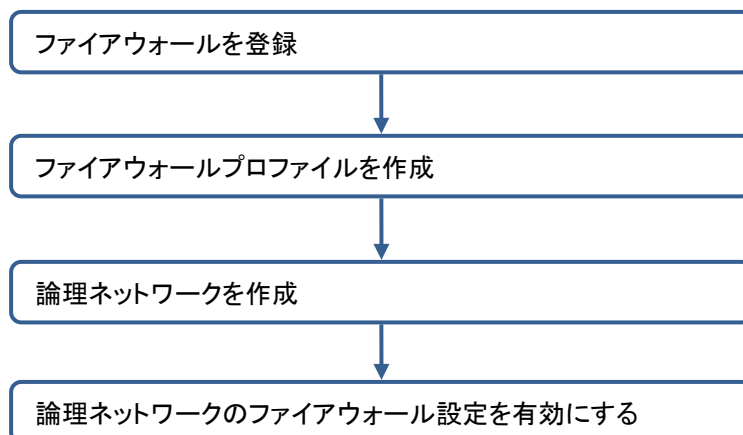 ファイアウォールを登録
ファイアウォールプロファイルを作成
論理ネットワークを作成
論理ネットワークのファイアウォール設定を有効にする